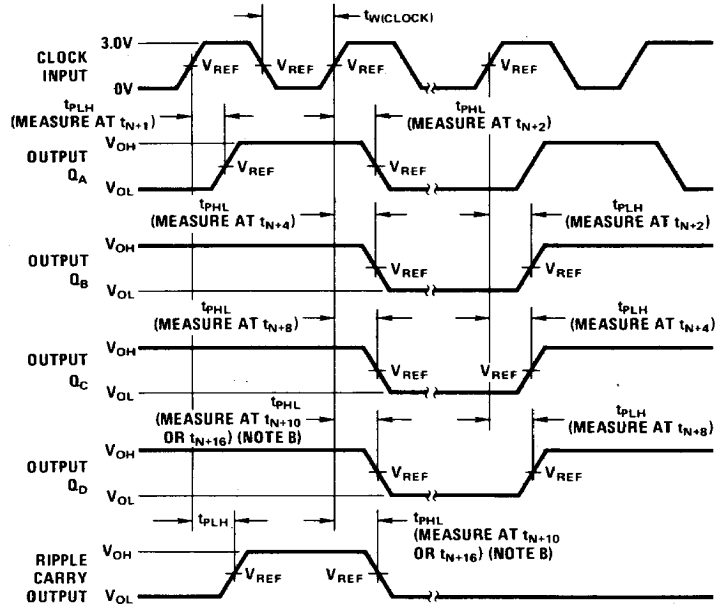 tW(CLOCK)
3.0V
CLOCK INPUT
VREF VREF VREF VREF
0V
tPLH (MEASURE AT tN+1)
tPHL (MEASURE AT tN+2)
VOH
OUTPUT QA
VREF VREF
VOL
tPHL (MEASURE AT tN+4)
tPLH (MEASURE AT tN+2)
VOH
OUTPUT QB
VREF VREF
VOL
tPHL (MEASURE AT tN+8)
tPLH (MEASURE AT tN+4)
VOH
OUTPUT QC
VREF VREF
VOL
tPHL (MEASURE AT tN+10 OR tN+16) (NOTE B)
tPLH (MEASURE AT tN+8)
VOH
OUTPUT QD
VREF VREF
VOL
tPLH
tPHL (MEASURE AT tN+10 OR tN+16) (NOTE B)
VOH
RIPPLE CARRY OUTPUT
VREF VREF
VOL